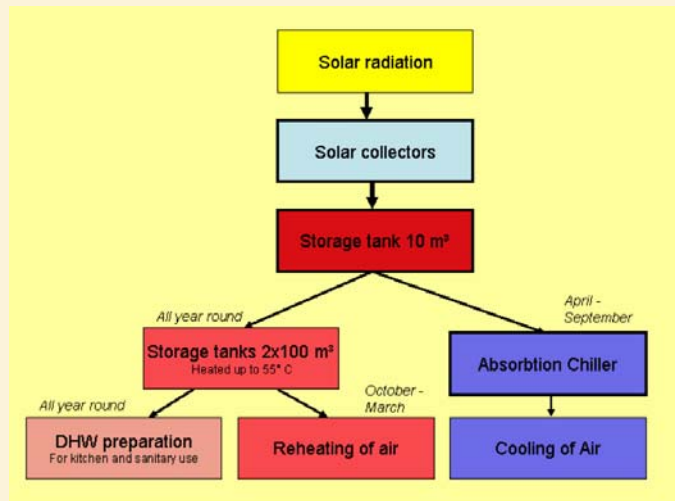 Solar radiation
Solar collectors
Storage tank 10 m³
All year round
April -
September
Storage tanks 2x100 m³
Heated up to 55° C
Absorbtion Chiller
All year round
October -
March
DHW preparation
For kitchen and sanitary use
Reheating of air
Cooling of Air